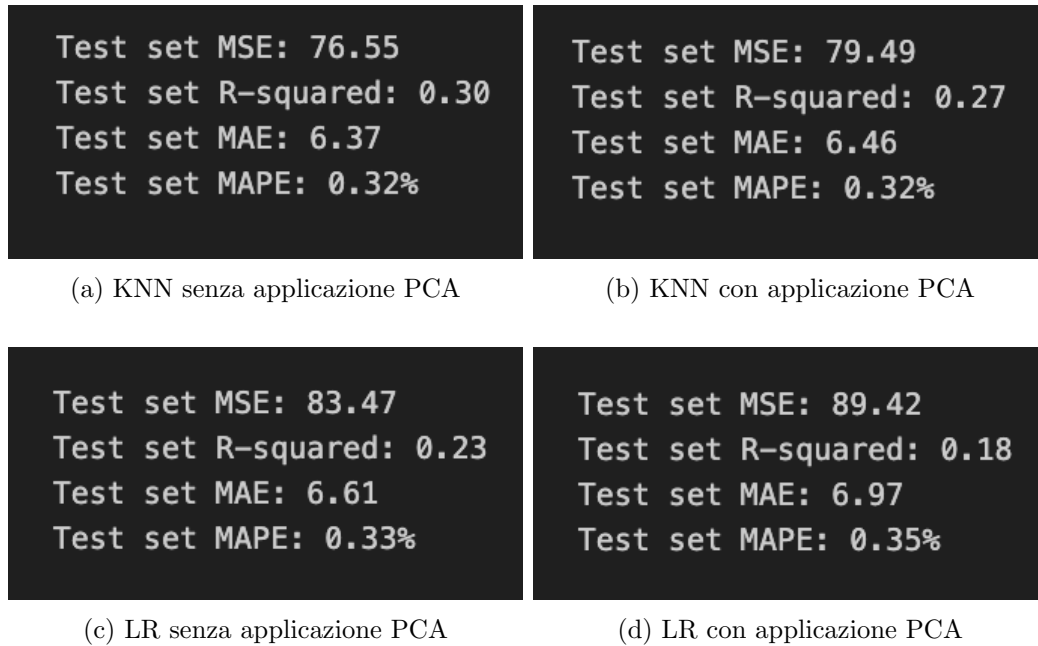 Test set MSE: 76.55
Test set R-squared: 0.30
Test set MAE: 6.37
Test set MAPE: 0.32%
(a) KNN senza applicazione PCA
Test set MSE: 79.49
Test set R-squared: 0.27
Test set MAE: 6.46
Test set MAPE: 0.32%
(b) KNN con applicazione PCA
Test set MSE: 83.47
Test set R-squared: 0.23
Test set MAE: 6.61
Test set MAPE: 0.33%
(c) LR senza applicazione PCA
Test set MSE: 89.42
Test set R-squared: 0.18
Test set MAE: 6.97
Test set MAPE: 0.35%
(d) LR con applicazione PCA